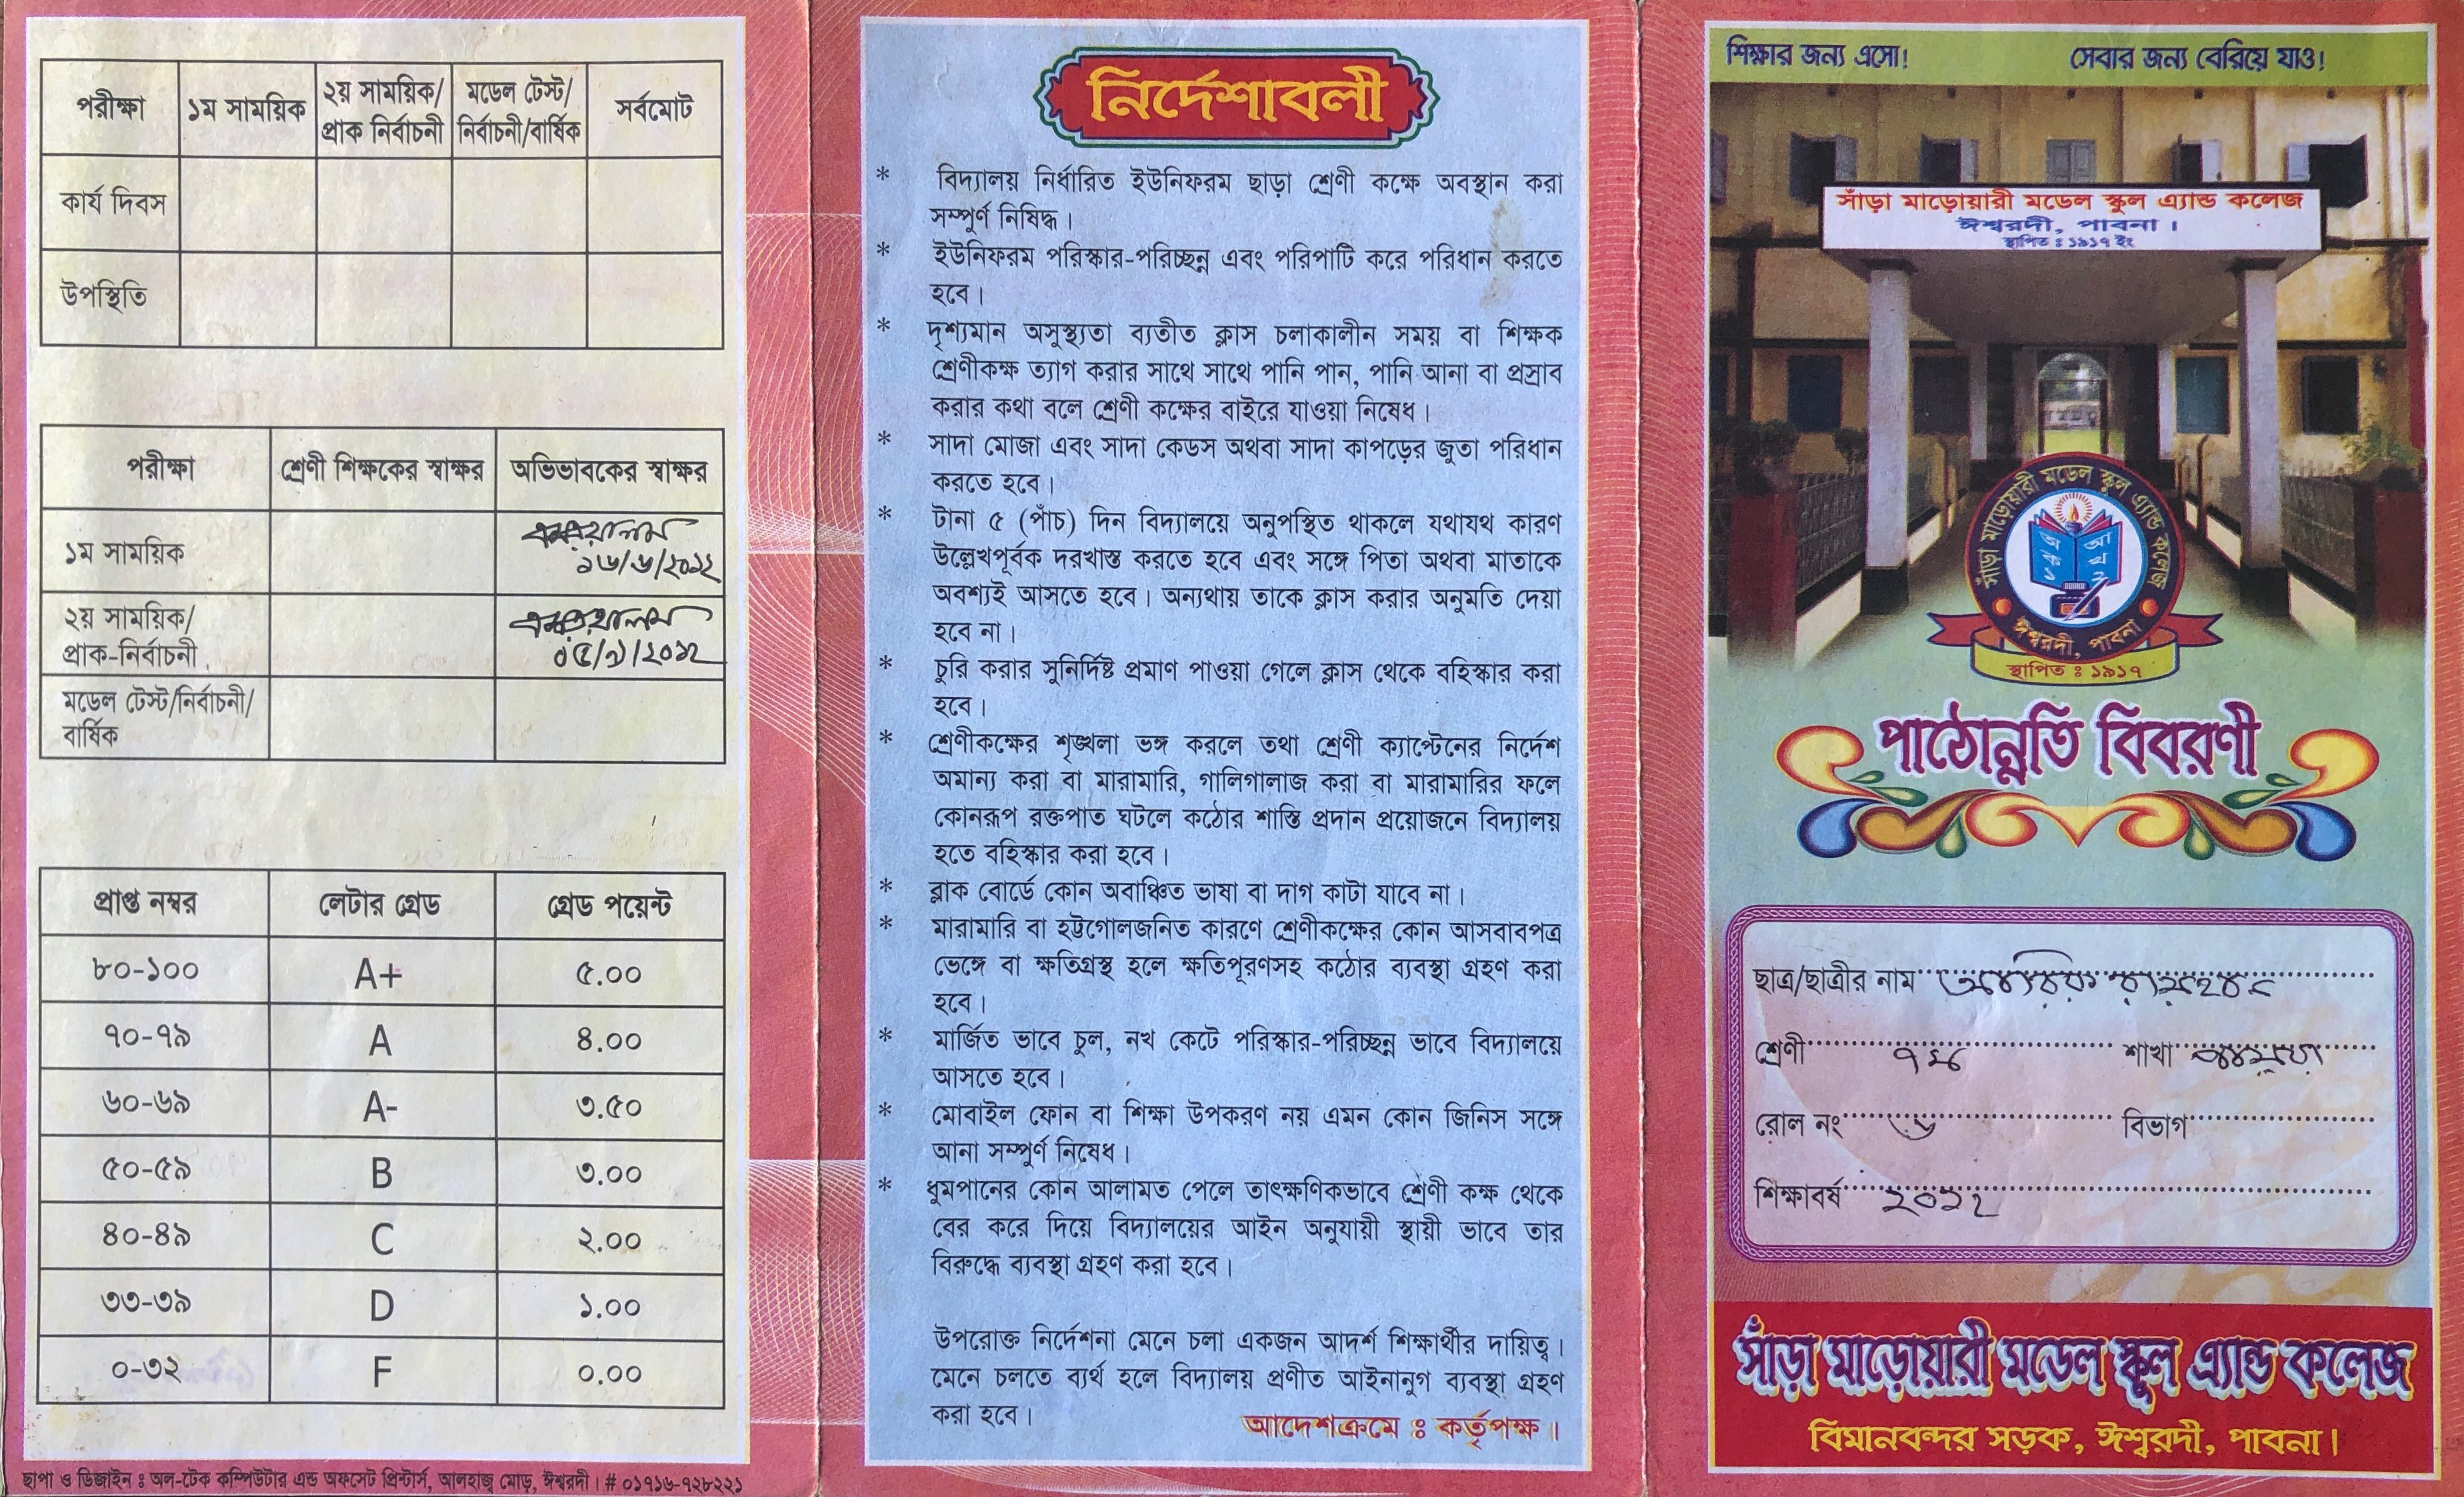 পরীক্ষা ১ম সাময়িক ২য় সাময়িক/ প্রাক নির্বাচনী মডেল টেস্ট/ নির্বাচনী/বার্ষিক সর্বমোট
কার্য দিবস
উপস্থিতি
পরীক্ষা শ্রেণী শিক্ষকের স্বাক্ষর অভিভাবকের স্বাক্ষর
১ম সাময়িক
১৬/৬/২০১২
২য় সাময়িক/
প্রাক-নির্বাচনী
০৫/৯/২০১২
মডেল টেস্ট/নির্বাচনী/
বার্ষিক
প্রাপ্ত নম্বর লেটার গ্রেড গ্রেড পয়েন্ট
৮০-১০০ A+ ৫.০০
৭০-৭৯ A ৪.০০
৬০-৬৯ A- ৩.৫০
৫০-৫৯ B ৩.০০
৪০-৪৯ C ২.০০
৩৩-৩৯ D ১.০০
০-৩২ F ০.০০
ছাপা ও ডিজাইন ঃ অল-টেক কম্পিউটার এন্ড অফসেট প্রিন্টার্স, আলহাজ্ব মোড়, ঈশ্বরদী। # ০১৭১৬-৭২৮২২১
নির্দেশাবলী
* বিদ্যালয় নির্ধারিত ইউনিফরম ছাড়া শ্রেণী কক্ষে অবস্থান করা
সম্পুর্ণ নিষিদ্ধ।
* ইউনিফরম পরিস্কার-পরিচ্ছন্ন এবং পরিপাটি করে পরিধান করতে
হবে।
* দৃশ্যমান অসুস্থ্যতা ব্যতীত ক্লাস চলাকালীন সময় বা শিক্ষক
শ্রেণীকক্ষ ত্যাগ করার সাথে সাথে পানি পান, পানি আনা বা প্রস্রাব
করার কথা বলে শ্রেণী কক্ষের বাইরে যাওয়া নিষেধ।
* সাদা মোজা এবং সাদা কেডস অথবা সাদা কাপড়ের জুতা পরিধান
করতে হবে।
* টানা ৫ (পাঁচ) দিন বিদ্যালয়ে অনুপস্থিত থাকলে যথাযথ কারণ
উল্লেখপূর্বক দরখাস্ত করতে হবে এবং সঙ্গে পিতা অথবা মাতাকে
অবশ্যই আসতে হবে। অন্যথায় তাকে ক্লাস করার অনুমতি দেয়া
হবে না।
* চুরি করার সুনির্দিষ্ট প্রমাণ পাওয়া গেলে ক্লাস থেকে বহিস্কার করা
হবে।
* শ্রেণীকক্ষের শৃঙ্খলা ভঙ্গ করলে তথা শ্রেণী ক্যাপ্টেনের নির্দেশ
অমান্য করা বা মারামারি, গালিগালাজ করা বা মারামারির ফলে
কোনরূপ রক্তপাত ঘটলে কঠোর শাস্তি প্রদান প্রয়োজনে বিদ্যালয়
হতে বহিস্কার করা হবে।
* ব্লাক বোর্ডে কোন অবাঞ্চিত ভাষা বা দাগ কাটা যাবে না।
* মারামারি বা হট্টগোলজনিত কারণে শ্রেণীকক্ষের কোন আসবাবপত্র
ভেঙ্গে বা ক্ষতিগ্রস্থ হলে ক্ষতিপূরণসহ কঠোর ব্যবস্থা গ্রহণ করা
হবে।
* মার্জিত ভাবে চুল, নখ কেটে পরিস্কার-পরিচ্ছন্ন ভাবে বিদ্যালয়ে
আসতে হবে।
* মোবাইল ফোন বা শিক্ষা উপকরণ নয় এমন কোন জিনিস সঙ্গে
আনা সম্পুর্ণ নিষেধ।
* ধুমপানের কোন আলামত পেলে তাৎক্ষণিকভাবে শ্রেণী কক্ষ থেকে
বের করে দিয়ে বিদ্যালয়ের আইন অনুযায়ী স্থায়ী ভাবে তার
বিরুদ্ধে ব্যবস্থা গ্রহণ করা হবে।
উপরোক্ত নির্দেশনা মেনে চলা একজন আদর্শ শিক্ষার্থীর দায়িত্ব।
মেনে চলতে ব্যর্থ হলে বিদ্যালয় প্রণীত আইনানুগ ব্যবস্থা গ্রহণ
করা হবে।
আদেশক্রমে ঃ কর্তৃপক্ষ॥
শিক্ষার জন্য এসো! সেবার জন্য বেরিয়ে যাও!
সাঁড়া মাড়োয়ারী মডেল স্কুল এ্যান্ড কলেজ
ঈশ্বরদী, পাবনা।
স্থাপিত ঃ ১৯১৭ ইং
সাঁড়া মাড়োয়ারী মডেল স্কুল এ্যান্ড কলেজ
ঈশ্বরদী, পাবনা
স্থাপিত ঃ ১৯১৭
পাঠোন্নতি বিবরণী
ছাত্র/ছাত্রীর নাম
শ্রেণী ৭ম শাখা
রোল নং ৬ বিভাগ
শিক্ষাবর্ষ ২০১২
সাঁড়া মাড়োয়ারী মডেল স্কুল এ্যান্ড কলেজ
বিমানবন্দর সড়ক, ঈশ্বরদী, পাবনা।